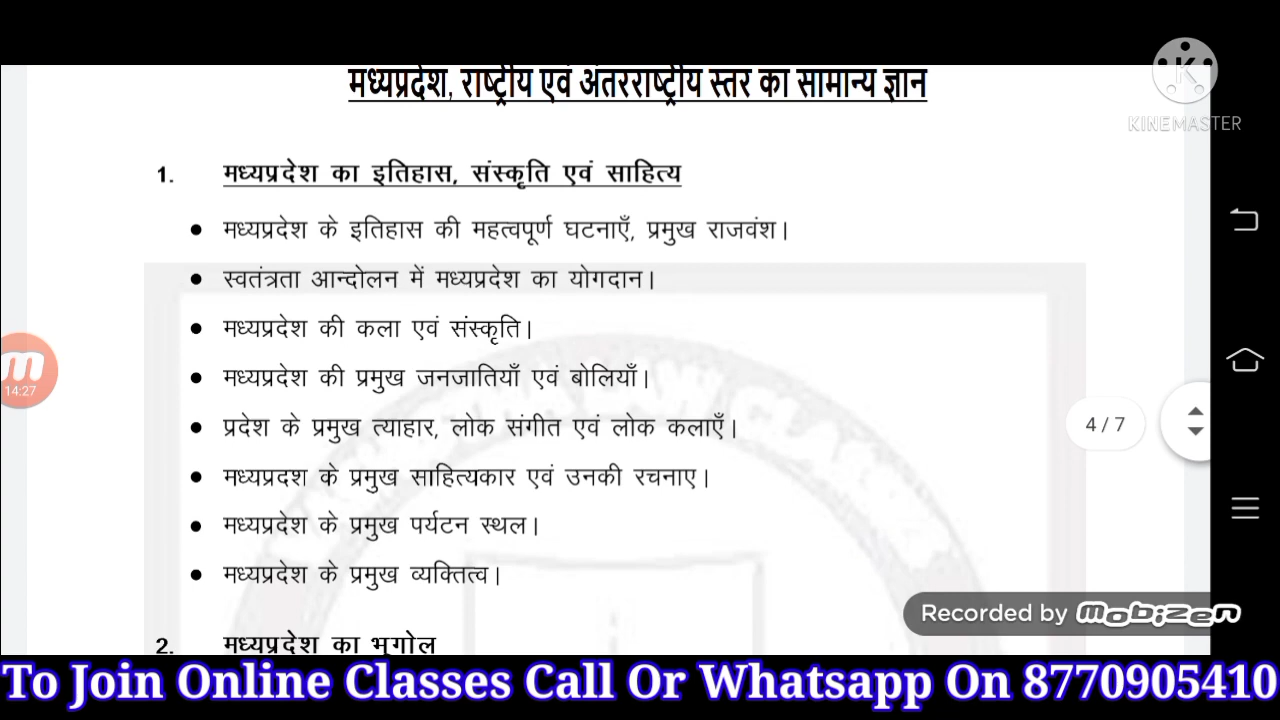 मध्यप्रदेश, राष्ट्रीय एवं अंतरराष्ट्रीय स्तर का सामान्य ज्ञान
KINEMASTER
1. मध्यप्रदेश का इतिहास, संस्कृति एवं साहित्य
● मध्यप्रदेश के इतिहास की महत्वपूर्ण घटनाएँ, प्रमुख राजवंश।
● स्वतंत्रता आन्दोलन में मध्यप्रदेश का योगदान।
● मध्यप्रदेश की कला एवं संस्कृति।
● मध्यप्रदेश की प्रमुख जनजातियाँ एवं बोलियाँ।
14:27
● प्रदेश के प्रमुख त्याहार, लोक संगीत एवं लोक कलाएँ।
4 / 7
● मध्यप्रदश के प्रमुख साहित्यकार एवं उनकी रचनाए।
● मध्यप्रदेश के प्रमुख पर्यटन स्थल।
● मध्यप्रदेश के प्रमुख व्यक्तित्व।
Recorded by mobizen
2. मध्यप्रदेश का भूगोल
To Join Online Classes Call Or Whatsapp On 8770905410